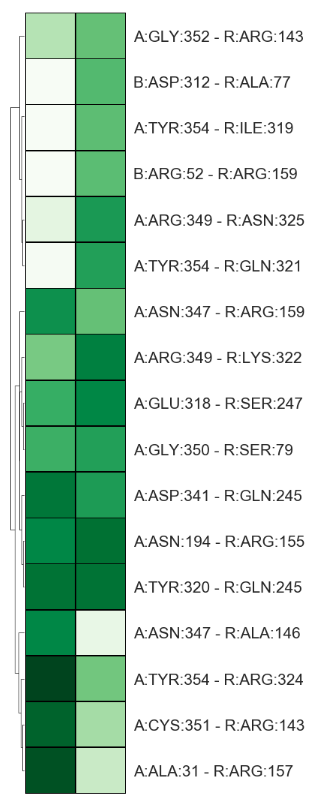 A:GLY:352 - R:ARG:143
B:ASP:312 - R:ALA:77
A:TYR:354 - R:ILE:319
B:ARG:52 - R:ARG:159
A:ARG:349 - R:ASN:325
A:TYR:354 - R:GLN:321
A:ASN:347 - R:ARG:159
A:ARG:349 - R:LYS:322
A:GLU:318 - R:SER:247
A:GLY:350 - R:SER:79
A:ASP:341 - R:GLN:245
A:ASN:194 - R:ARG:155
A:TYR:320 - R:GLN:245
A:ASN:347 - R:ALA:146
A:TYR:354 - R:ARG:324
A:CYS:351 - R:ARG:143
A:ALA:31 - R:ARG:157